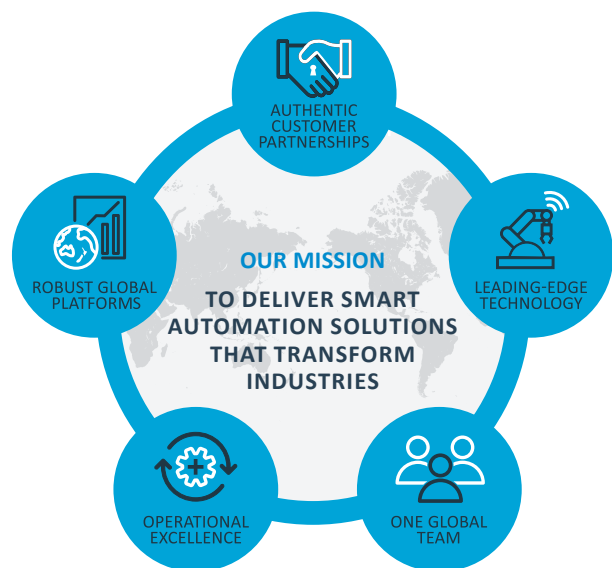 AUTHENTIC
CUSTOMER
PARTNERSHIPS
ROBUST GLOBAL
PLATFORMS
LEADING-EDGE
TECHNOLOGY
OUR MISSION
TO DELIVER SMART
AUTOMATION SOLUTIONS
THAT TRANSFORM
INDUSTRIES
OPERATIONAL
EXCELLENCE
ONE GLOBAL
TEAM